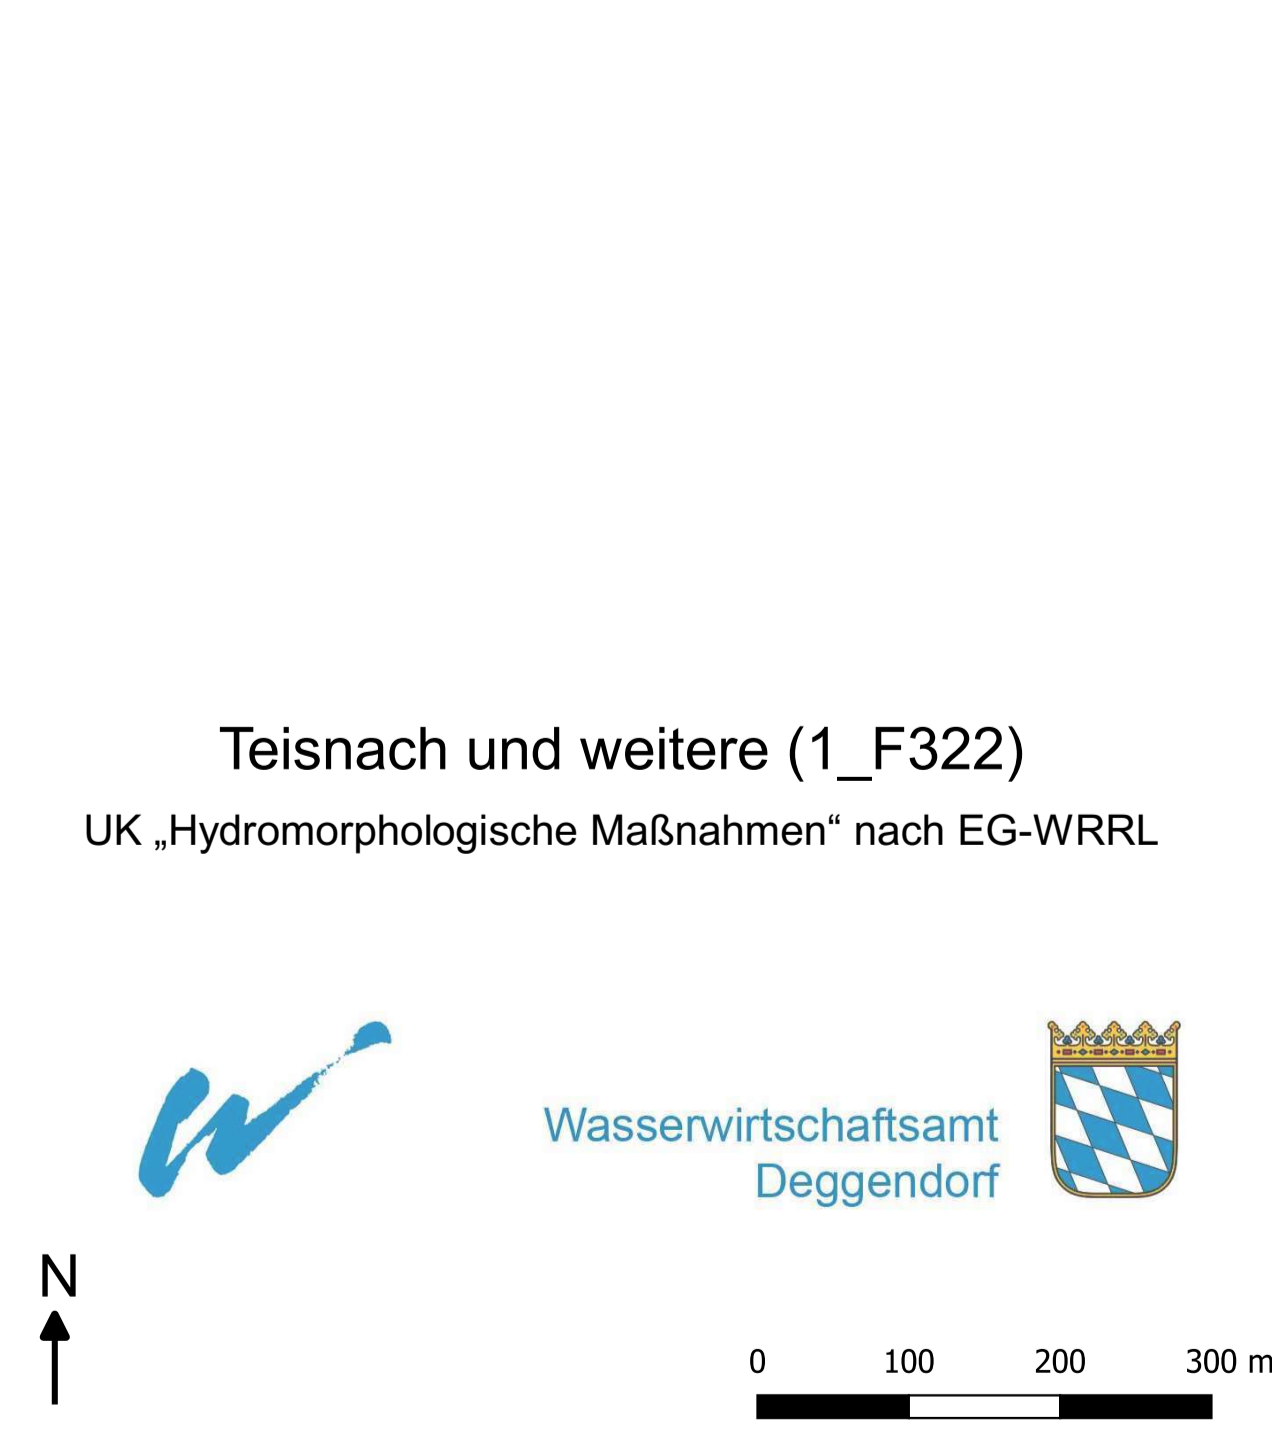 Teisnach und weitere (1_F322)
UK „Hydromorphologische Maßnahmen“ nach EG-WRRL
Wasserwirtschaftsamt
Deggendorf
N
0 100 200 300 m